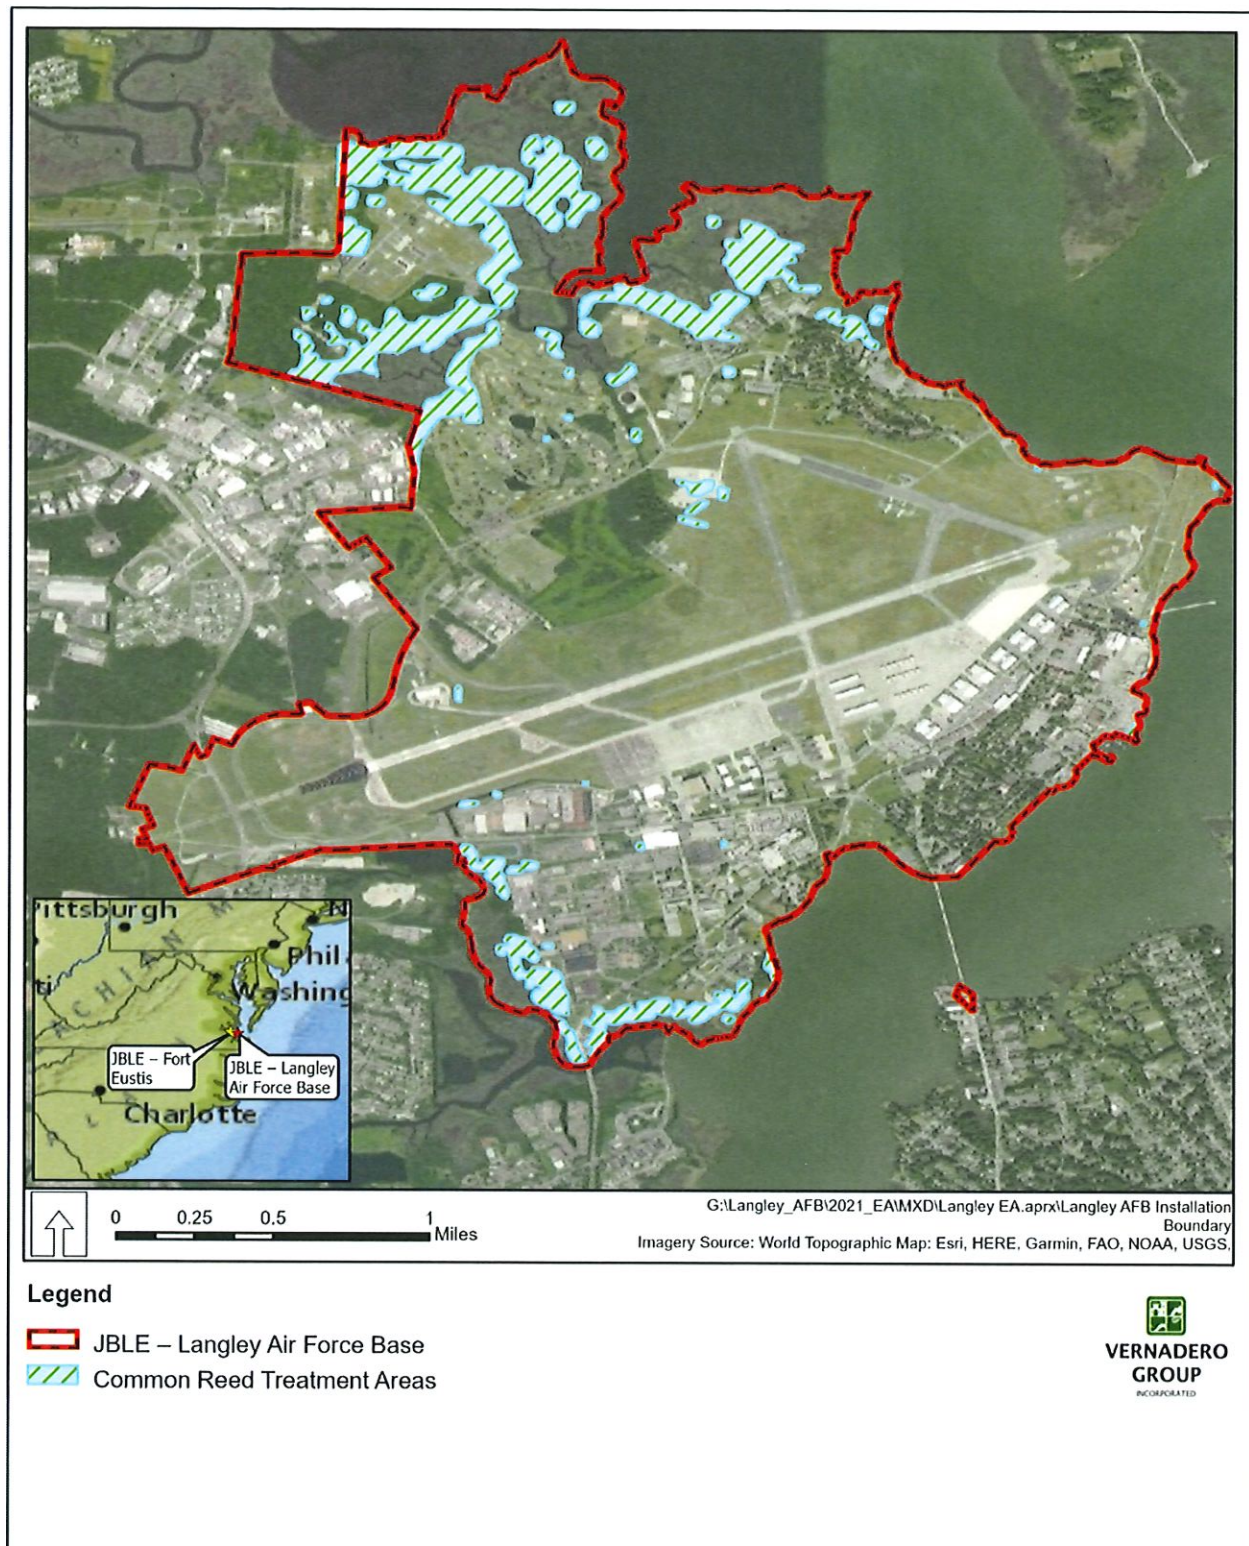 Pittsburgh
Phil
Washing
CHIAN M
JBLE – Fort
Eustis
JBLE – Langley
Air Force Base
Charlotte
0 0.25 0.5 1
Miles
G:\Langley_AFB\2021_EA\MXD\Langley EA.aprx\Langley AFB Installation
Boundary
Imagery Source: World Topographic Map: Esri, HERE, Garmin, FAO, NOAA, USGS,
Legend
JBLE – Langley Air Force Base
Common Reed Treatment Areas
VERNADERO
GROUP
INCORPORATED